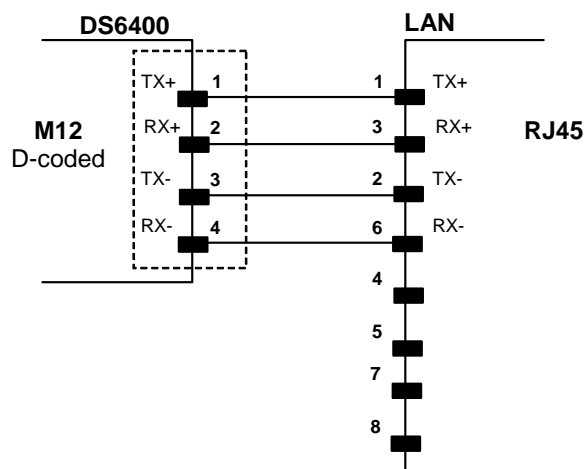 DS6400 LAN
TX+ 1 1 TX+
M12 RX+ 2 3 RX+ RJ45
D-coded
TX- 3 2 TX-
RX- 4 6 RX-
4
5
7
8